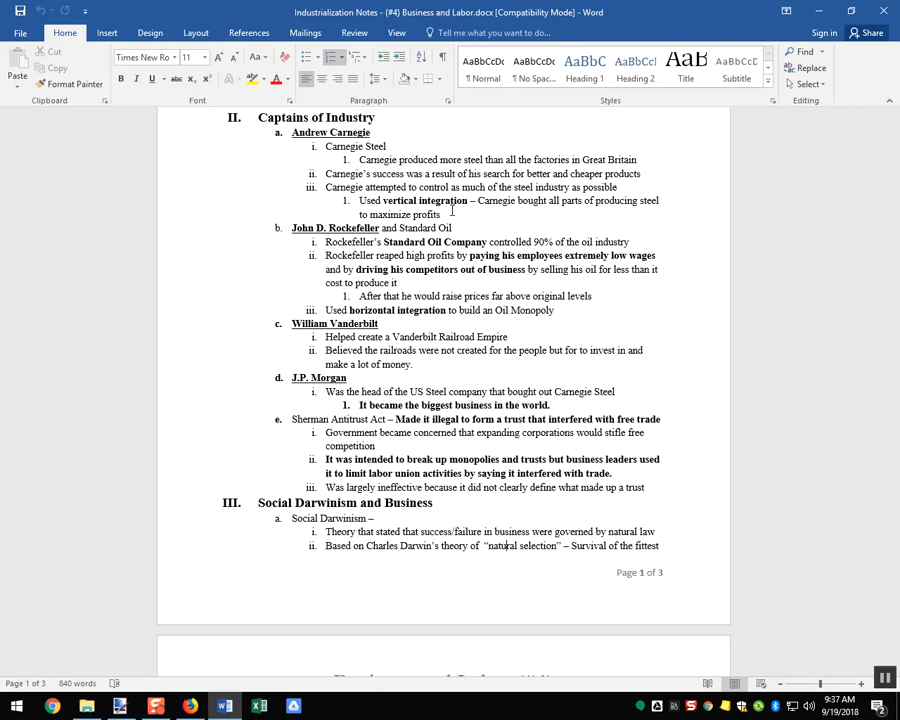 Industrialization Notes - (#4) Business and Labor.docx [Compatibility Mode] - Word
File Home Insert Design Layout References Mailings Review View Tell me what you want to do... Sign in Share
Cut
Copy
Format Painter
Paste
Clipboard
Times New Ro 11
B I U abc X₂ X² A A
Aa
Font
Paragraph
AaBbCcDc AaBbCcDc AaBbC AaBbCcI AaB AaBbCcD
¶ Normal ¶ No Spac... Heading 1 Heading 2 Title Subtitle
Styles
Find
Replace
Select
Editing
II. Captains of Industry
a. Andrew Carnegie
i. Carnegie Steel
1. Carnegie produced more steel than all the factories in Great Britain
ii. Carnegie's success was a result of his search for better and cheaper products
iii. Carnegie attempted to control as much of the steel industry as possible
1. Used vertical integration – Carnegie bought all parts of producing steel
to maximize profits
b. John D. Rockefeller and Standard Oil
i. Rockefeller's Standard Oil Company controlled 90% of the oil industry
ii. Rockefeller reaped high profits by paying his employees extremely low wages
and by driving his competitors out of business by selling his oil for less than it
cost to produce it
1. After that he would raise prices far above original levels
iii. Used horizontal integration to build an Oil Monopoly
c. William Vanderbilt
i. Helped create a Vanderbilt Railroad Empire
ii. Believed the railroads were not created for the people but for to invest in and
make a lot of money.
d. J.P. Morgan
i. Was the head of the US Steel company that bought out Carnegie Steel
1. It became the biggest business in the world.
e. Sherman Antitrust Act – Made it illegal to form a trust that interfered with free trade
i. Government became concerned that expanding corporations would stifle free
competition
ii. It was intended to break up monopolies and trusts but business leaders used
it to limit labor union activities by saying it interfered with trade.
iii. Was largely ineffective because it did not clearly define what made up a trust
III. Social Darwinism and Business
a. Social Darwinism –
i. Theory that stated that success/failure in business were governed by natural law
ii. Based on Charles Darwin's theory of "natural selection" – Survival of the fittest
Page 1 of 3
Page 1 of 3 840 words
9:37 AM
9/19/2018
2